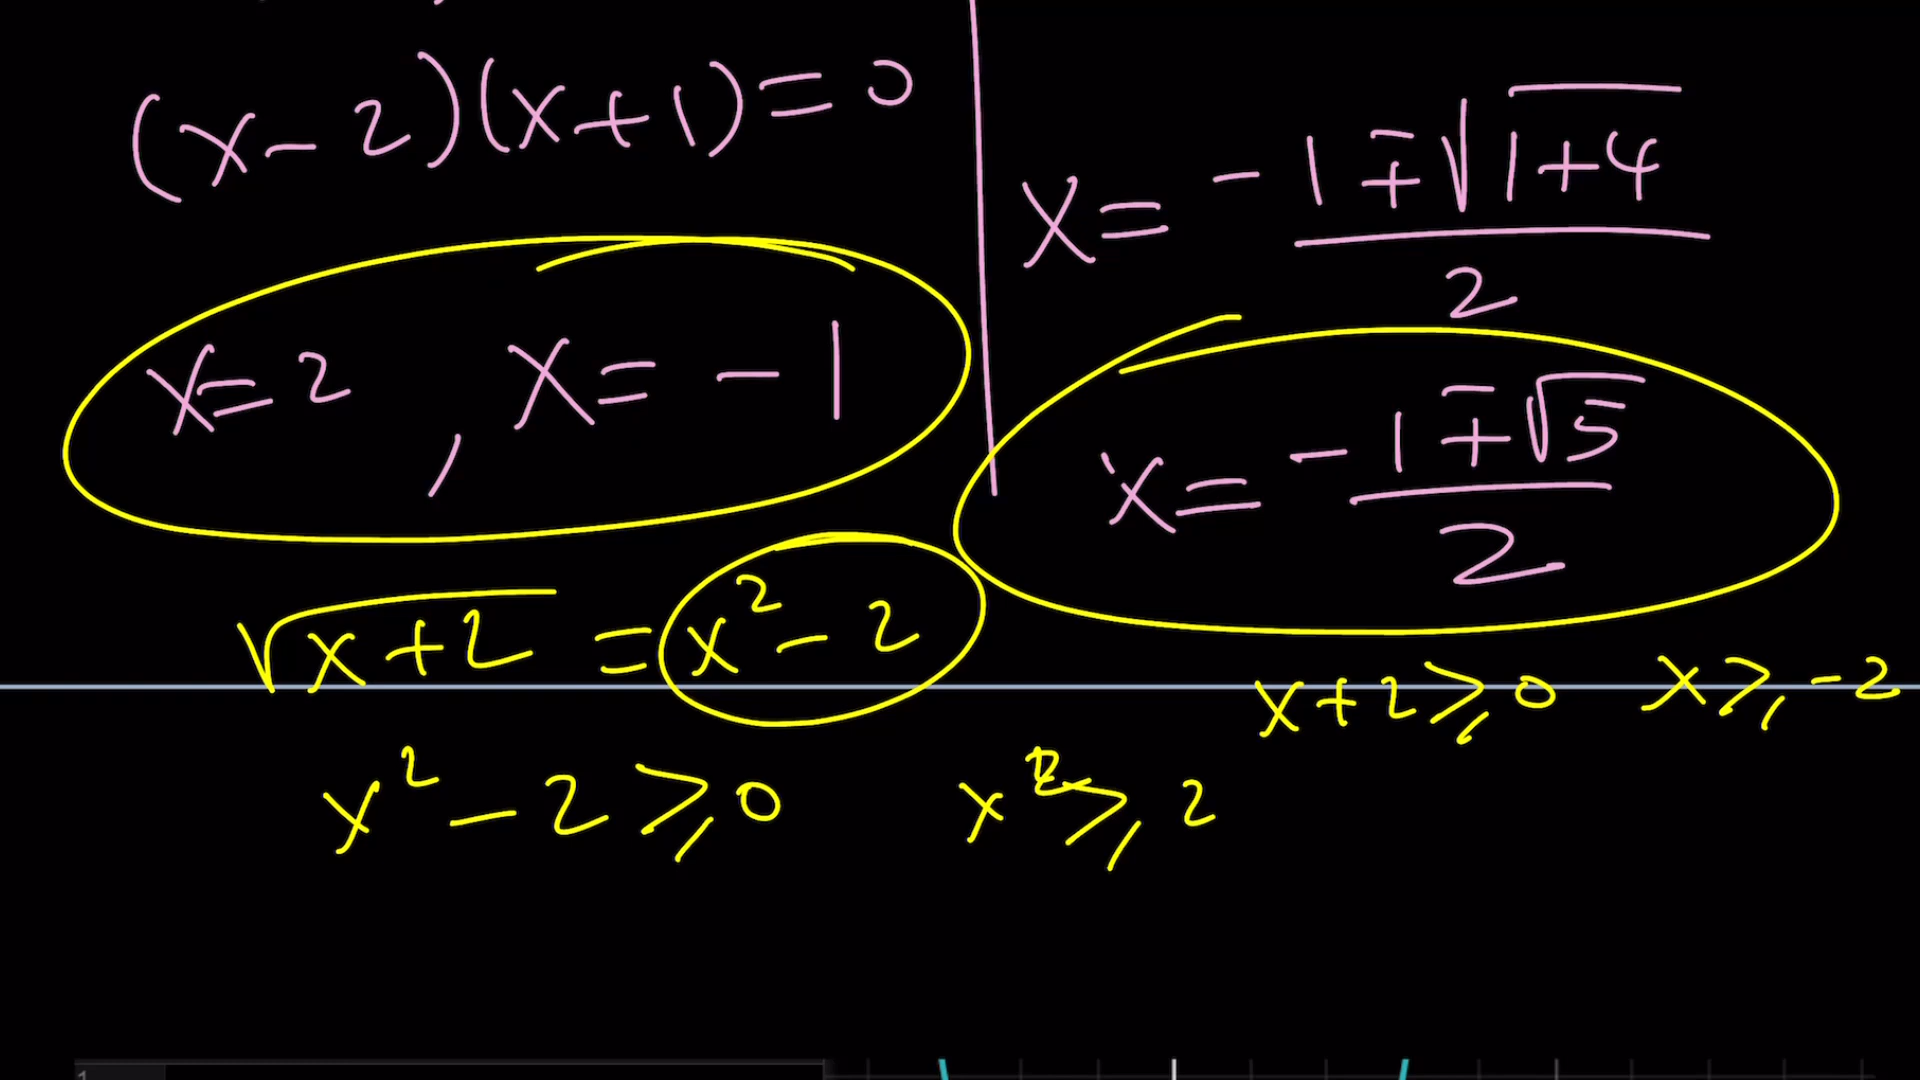 (x-2)(x+1)=0
x=2, x=-1
x=(-1∓√(1+4))/2
x=(-1∓√5)/2
√(x+2) = x²-2
x+2≥0 x≥-2
x²-2≥0 x²≥2
1